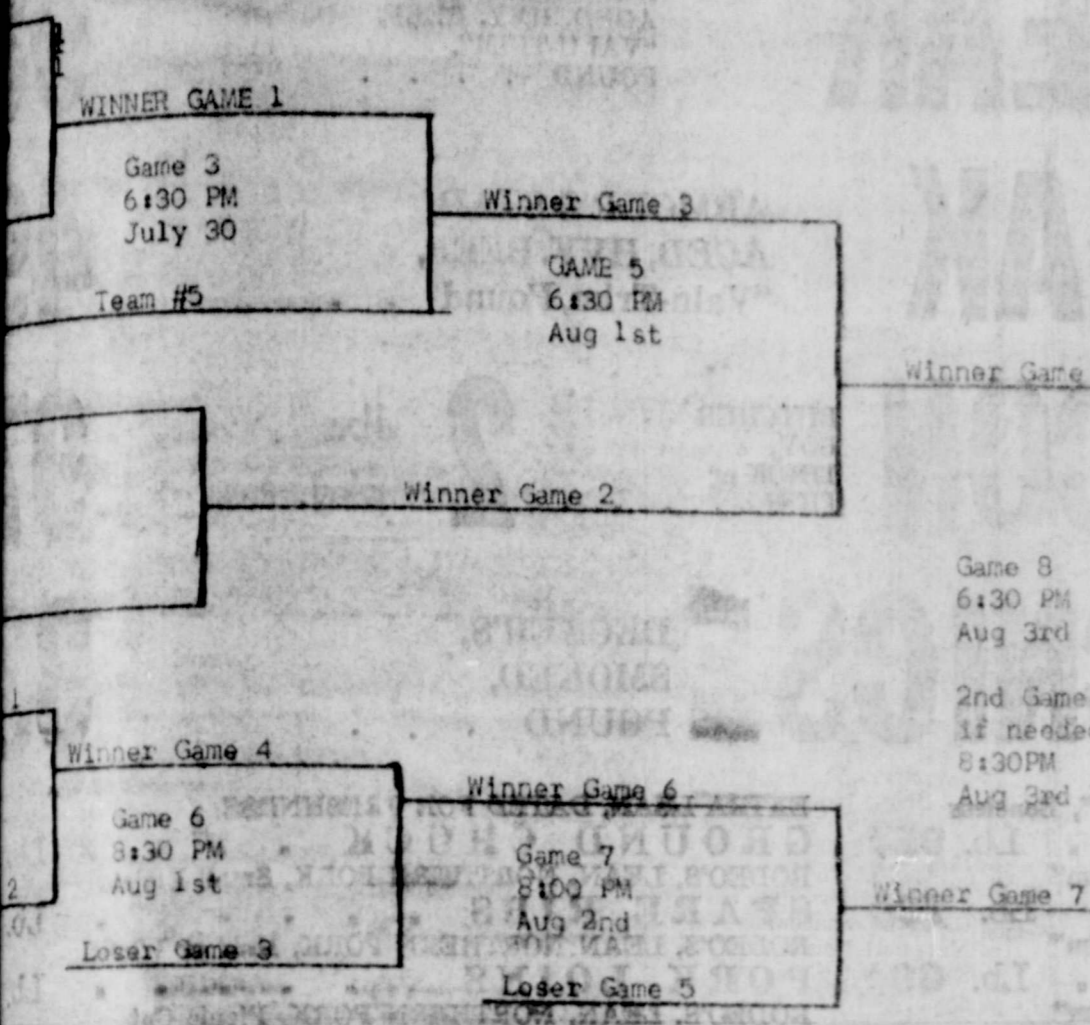 WINNER GAME 1
Game 3
6:30 PM
July 30
Team #5
Winner Game 3
GAME 5
6:30 PM
Aug 1st
Winner Game
Winner Game 2
Game 8
6:30 PM
Aug 3rd
2nd Game
if neede
8:30PM
Aug 3rd
1
Winner Game 4
Game 6
8:30 PM
Aug 1st
2
Loser Game 3
Winner Game 6
Game 7
8:00 PM
Aug 2nd
Loser Game 5
Winner Game 7